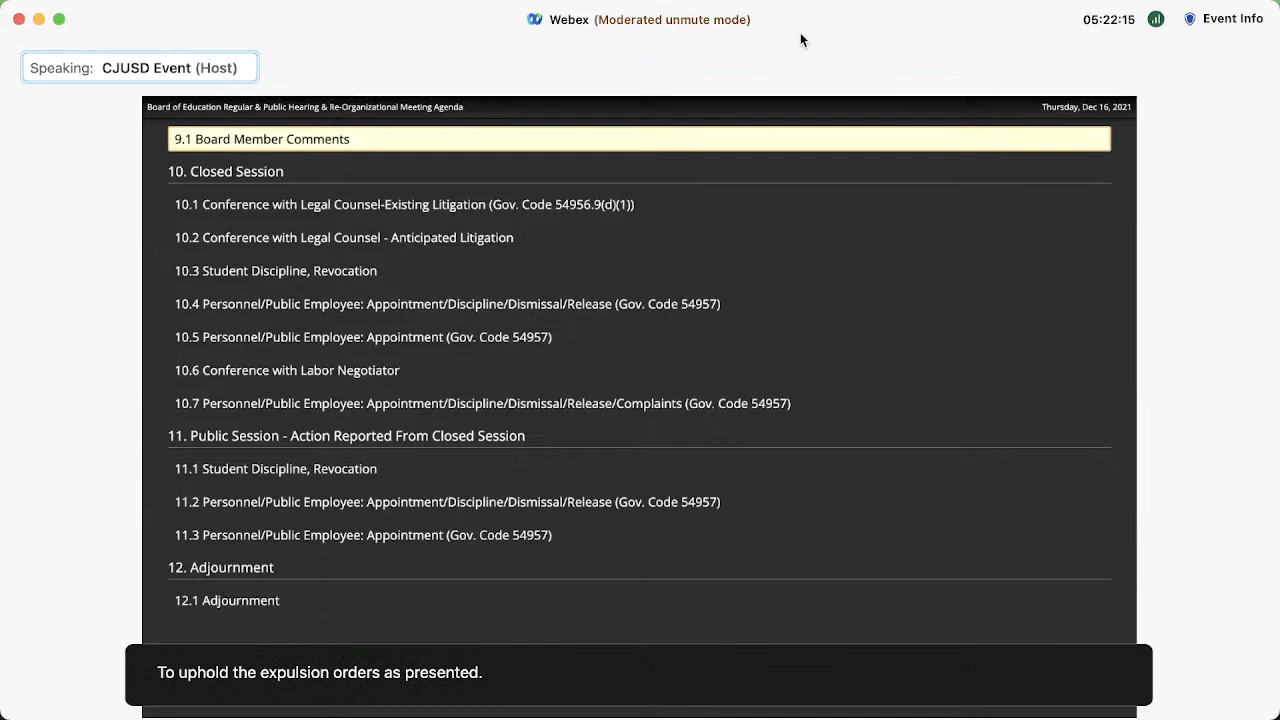 Webex (Moderated unmute mode)
05:22:15
Event Info
Speaking: CJUSD Event (Host)
Board of Education Regular & Public Hearing & Re-Organizational Meeting Agenda
Thursday, Dec 16, 2021
9.1 Board Member Comments
10. Closed Session
10.1 Conference with Legal Counsel-Existing Litigation (Gov. Code 54956.9(d)(1))
10.2 Conference with Legal Counsel - Anticipated Litigation
10.3 Student Discipline, Revocation
10.4 Personnel/Public Employee: Appointment/Discipline/Dismissal/Release (Gov. Code 54957)
10.5 Personnel/Public Employee: Appointment (Gov. Code 54957)
10.6 Conference with Labor Negotiator
10.7 Personnel/Public Employee: Appointment/Discipline/Dismissal/Release/Complaints (Gov. Code 54957)
11. Public Session - Action Reported From Closed Session
11.1 Student Discipline, Revocation
11.2 Personnel/Public Employee: Appointment/Discipline/Dismissal/Release (Gov. Code 54957)
11.3 Personnel/Public Employee: Appointment (Gov. Code 54957)
12. Adjournment
12.1 Adjournment
To uphold the expulsion orders as presented.